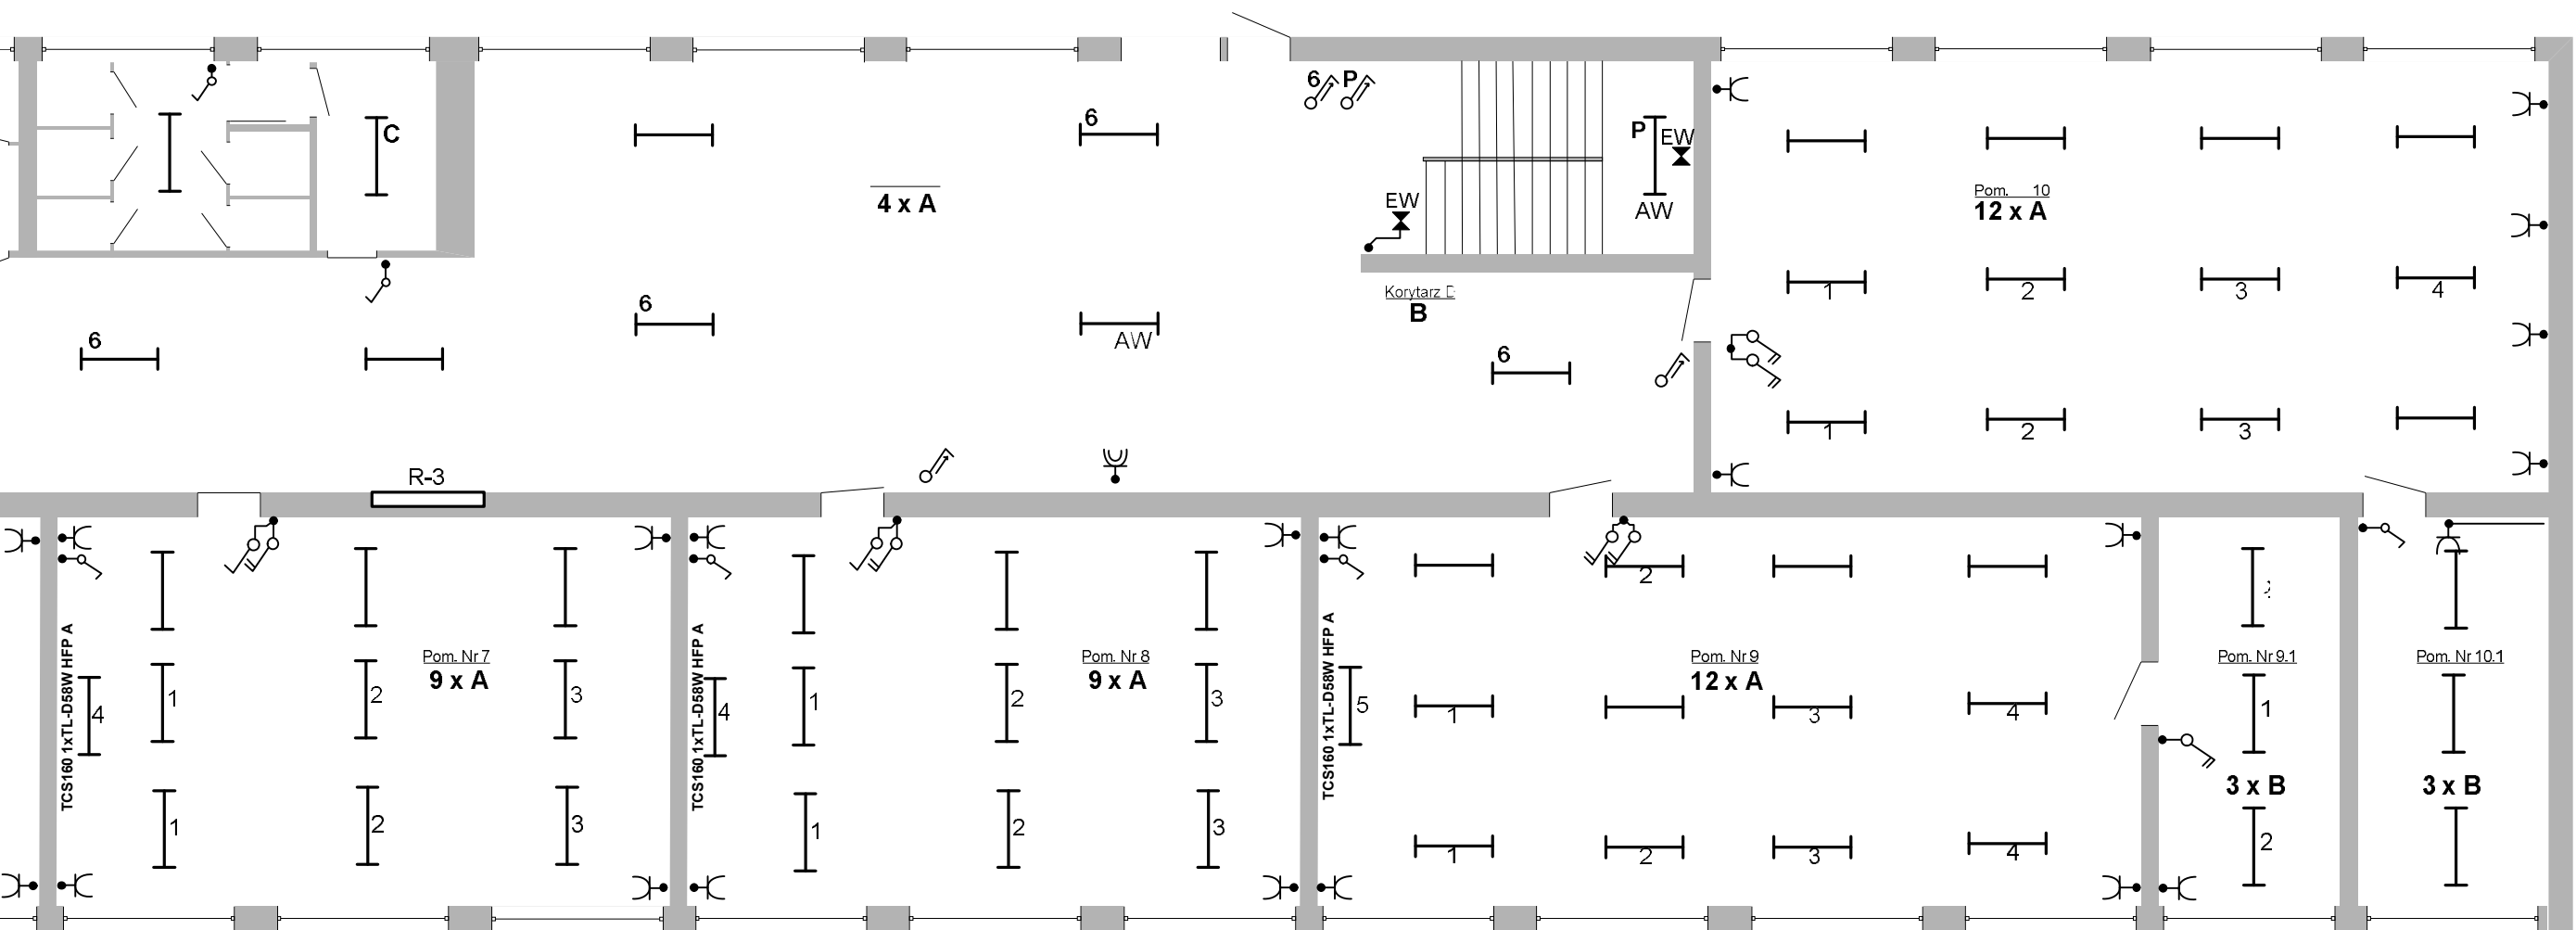 6 P
6
P EW
C
4 x A
EW
AW
Pom. 10
12 x A
Korytarz
B
6
AW
6
6
1 2 3 4
1 2 3
R-3
2
TCS160 1xTL-D58W HFP A
4
1
2
3
Pom. Nr 7
9 x A
1
2
3
TCS160 1xTL-D58W HFP A
4
1
2
3
Pom. Nr 8
9 x A
1
2
3
TCS160 1xTL-D58W HFP A
5
Pom. Nr 9
12 x A
1
3
4
1
2
3
4
Pom. Nr 9.1
1
3 x B
2
Pom. Nr 10.1
3 x B